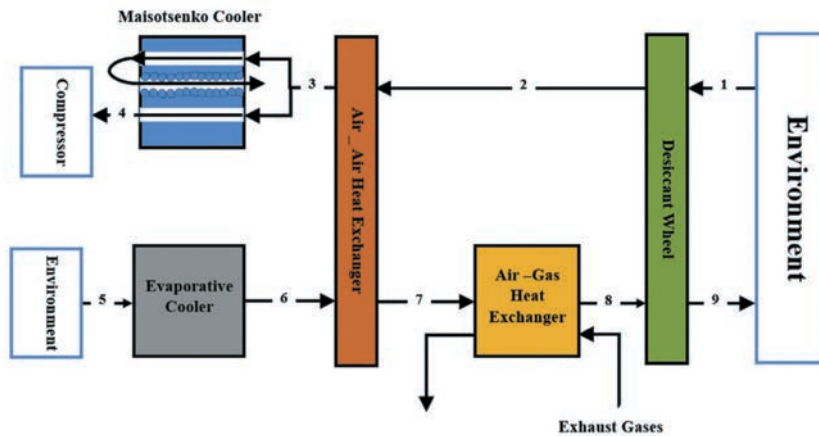 Maisotsenko Cooler
Compressor
4
3
Air _ Air Heat Exchanger
2
Desiccant Wheel
1
Environment
Environment
5
Evaporative
Cooler
6
7
Air –Gas
Heat
Exchanger
8
9
Exhaust Gases